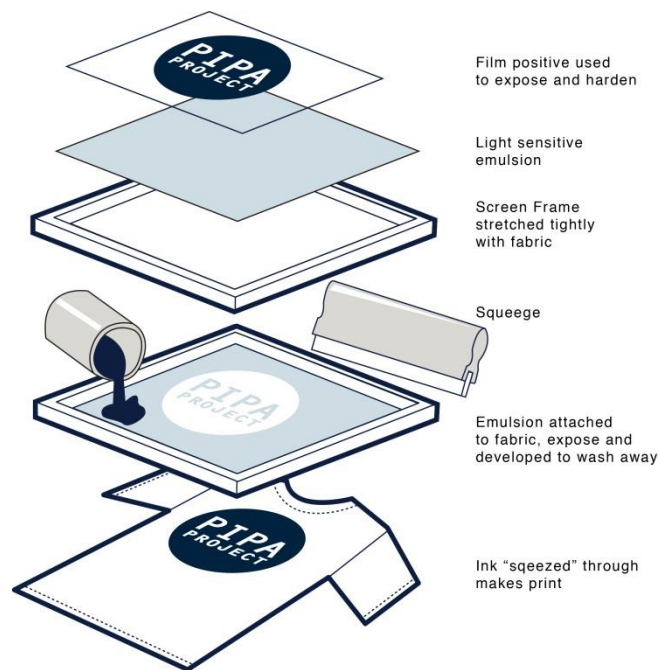 PIPA
PROJECT
Film positive used
to expose and harden
Light sensitive
emulsion
Screen Frame
stretched tightly
with fabric
Squeege
PIPA
PROJECT
Emulsion attached
to fabric, expose and
developed to wash away
PIPA
PROJECT
Ink “sqeezed” through
makes print